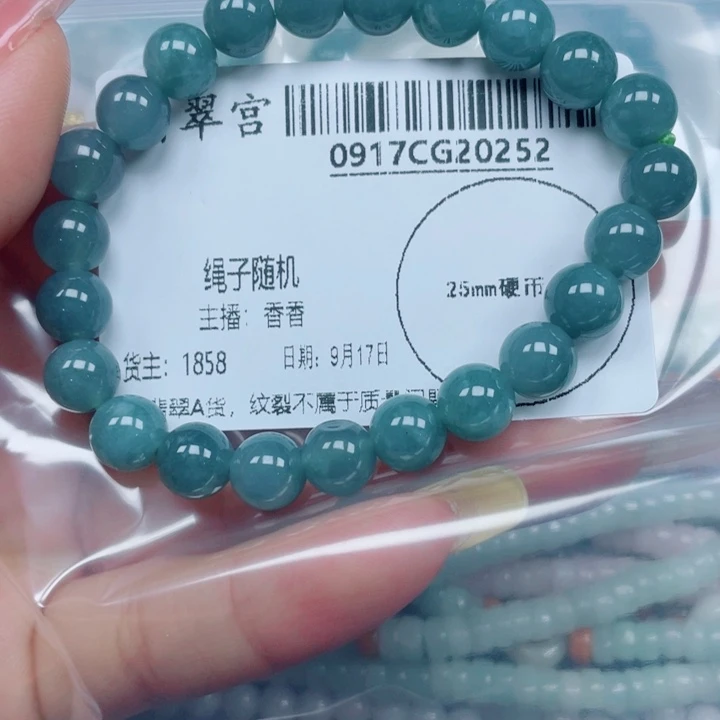 翠宫
0917CG20252
绳子随机
25mm硬币
主播：香香
货主：1858 日期：9月17日
翡翠A货，纹裂不属于质量问题